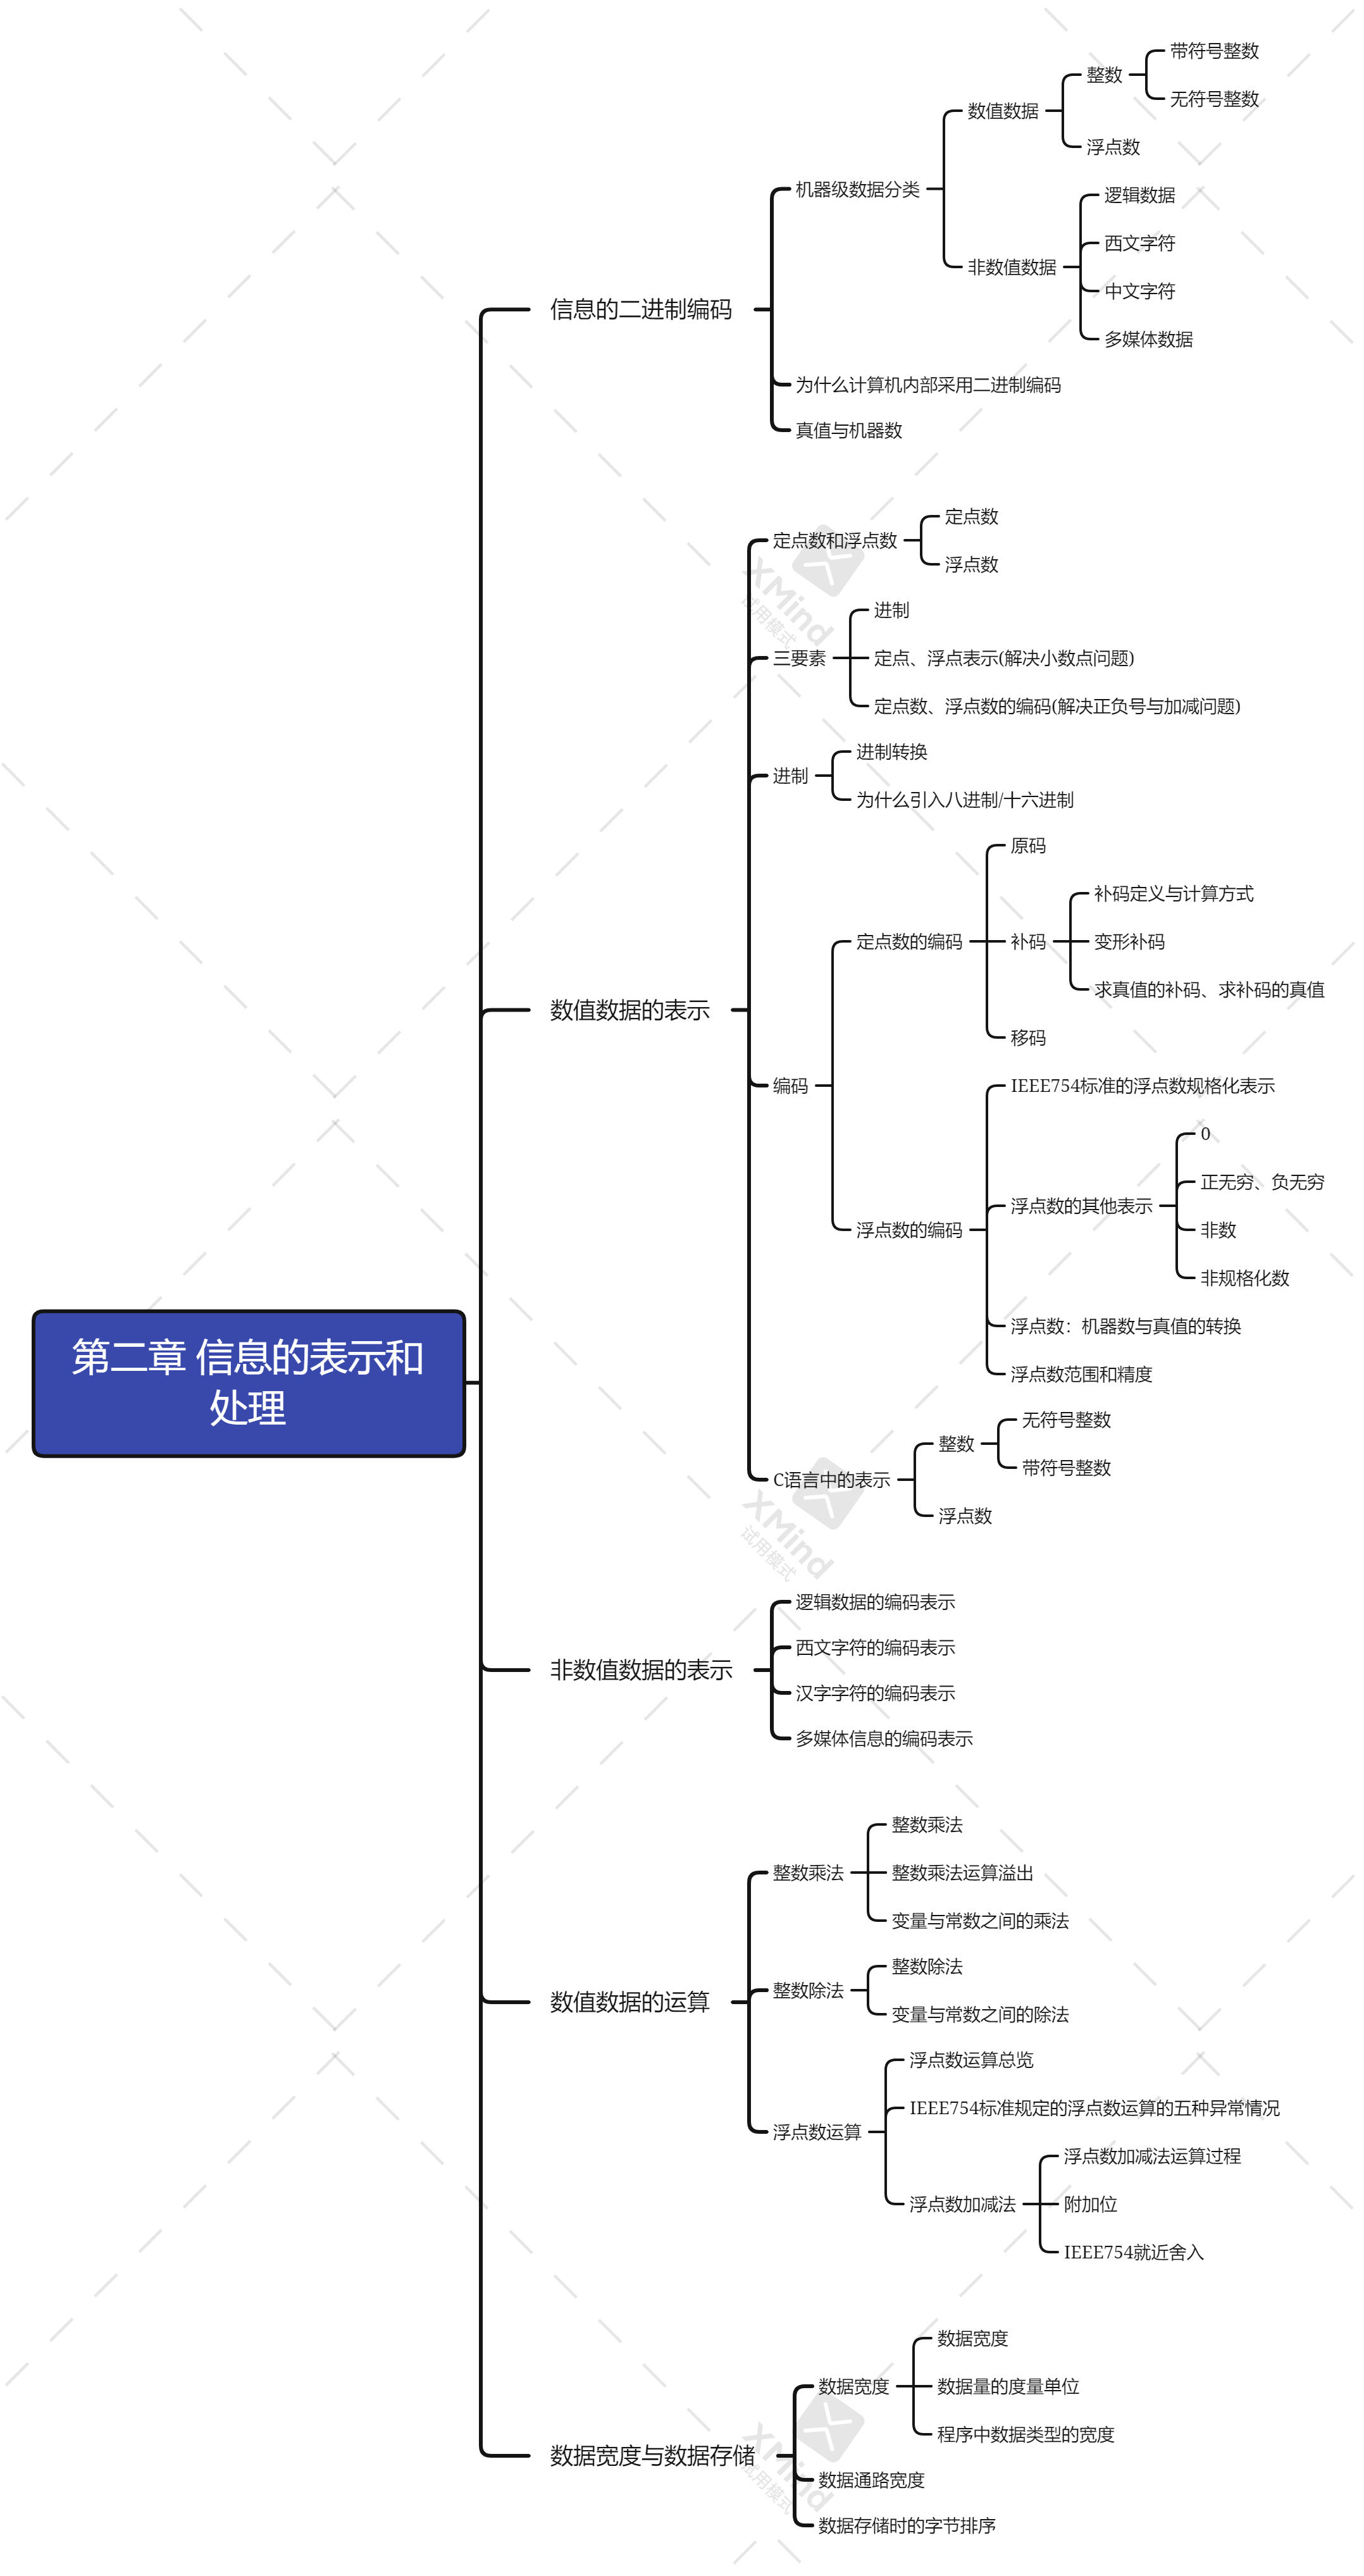 第二章 信息的表示和
处理
信息的二进制编码
机器级数据分类
数值数据
整数
带符号整数
无符号整数
浮点数
非数值数据
逻辑数据
西文字符
中文字符
多媒体数据
为什么计算机内部采用二进制编码
真值与机器数
数值数据的表示
定点数和浮点数
定点数
浮点数
三要素
进制
定点、浮点表示(解决小数点问题)
定点数、浮点数的编码(解决正负号与加减问题)
进制
进制转换
为什么引入八进制/十六进制
编码
定点数的编码
原码
补码
补码定义与计算方式
变形补码
求真值的补码、求补码的真值
移码
浮点数的编码
IEEE754标准的浮点数规格化表示
浮点数的其他表示
0
正无穷、负无穷
非数
非规格化数
浮点数：机器数与真值的转换
浮点数范围和精度
C语言中的表示
整数
无符号整数
带符号整数
浮点数
非数值数据的表示
逻辑数据的编码表示
西文字符的编码表示
汉字字符的编码表示
多媒体信息的编码表示
数值数据的运算
整数乘法
整数乘法
整数乘法运算溢出
变量与常数之间的乘法
整数除法
整数除法
变量与常数之间的除法
浮点数运算
浮点数运算总览
IEEE754标准规定的浮点数运算的五种异常情况
浮点数加减法
浮点数加减法运算过程
附加位
IEEE754就近舍入
数据宽度与数据存储
数据宽度
数据宽度
数据量的度量单位
程序中数据类型的宽度
数据通路宽度
数据存储时的字节排序
XMind
试用模式
XMind
试用模式
XMind
试用模式